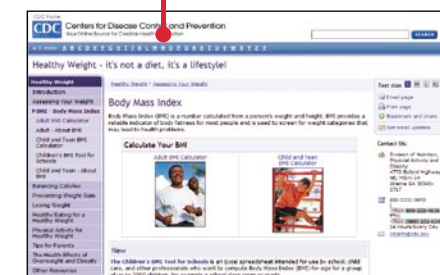 CDC Home
CDC Centers for Disease Control and Prevention
Your Online Source for Credible Health Information
SEARCH
A-Z Index A B C D E F G H I J K L M N O P Q R S T U V W X Y Z #
Healthy Weight - it's not a diet, it's a lifestyle!
Healthy Weight
Introduction
Assessing Your Weight
Body Mass Index
Adult BMI Calculator
Adult - About BMI
Child and Teen BMI
Calculator
Children's BMI Tool for
Schools
Child and Teen - About
BMI
Balancing Calories
Preventing Weight Gain
Losing Weight
Healthy Eating for a
Healthy Weight
Physical Activity for
Healthy Weight
Tips for Parents
The Health Effects of
Overweight and Obesity
Other Resources
Healthy Weight > Assessing Your Weight
Body Mass Index
Body Mass Index (BMI) is a number calculated from a person's weight and height. BMI provides a
reliable indicator of body fatness for most people and is used to screen for weight categories that
may lead to health problems.
Calculate Your BMI
Adult BMI Calculator
Child and Teen
BMI Calculator
New
The Children's BMI Tool for Schools is an Excel spreadsheet intended for use by school, child
care, and other professionals who want to compute Body Mass Index (BMI)-for-age for a group
Text size: S M L XL
Email page
Print page
Bookmark and share
Get email updates
Contact Us:
Division of Nutrition,
Physical Activity and
Obesity
4770 Buford Highway
Atlanta GA
800-CDC-INFO
24 Hours/Every Day